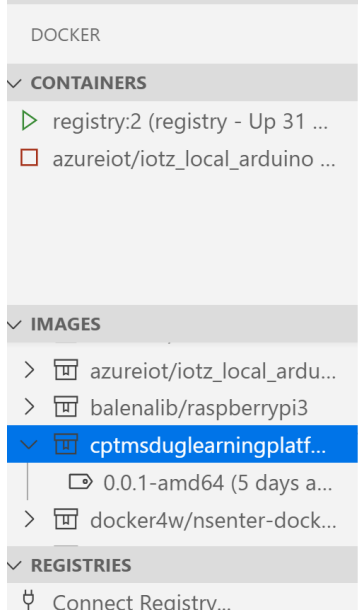 DOCKER
CONTAINERS
registry:2 (registry - Up 31 ...
azureiot/iotz_local_arduino ...
IMAGES
azureiot/iotz_local_ardu...
balenalib/raspberrypi3
cptmsduglearningplatf...
0.0.1-amd64 (5 days a...
docker4w/nsenter-dock...
REGISTRIES
Connect Registry...